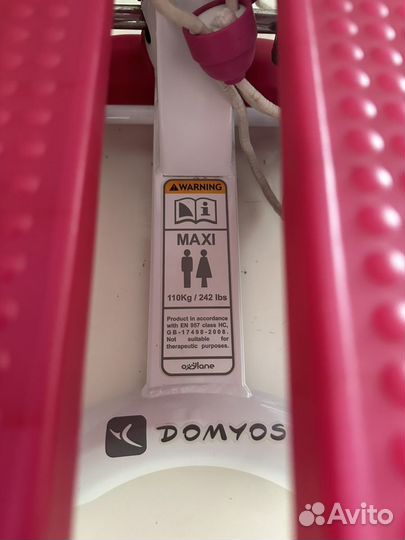 WARNING
MAXI
110Kg / 242 lbs
Product in accordance
with EN 957 class HC,
GB-17498-2008.
Not suitable for
therapeutic purposes.
oxylane
DOMYOS
Avito